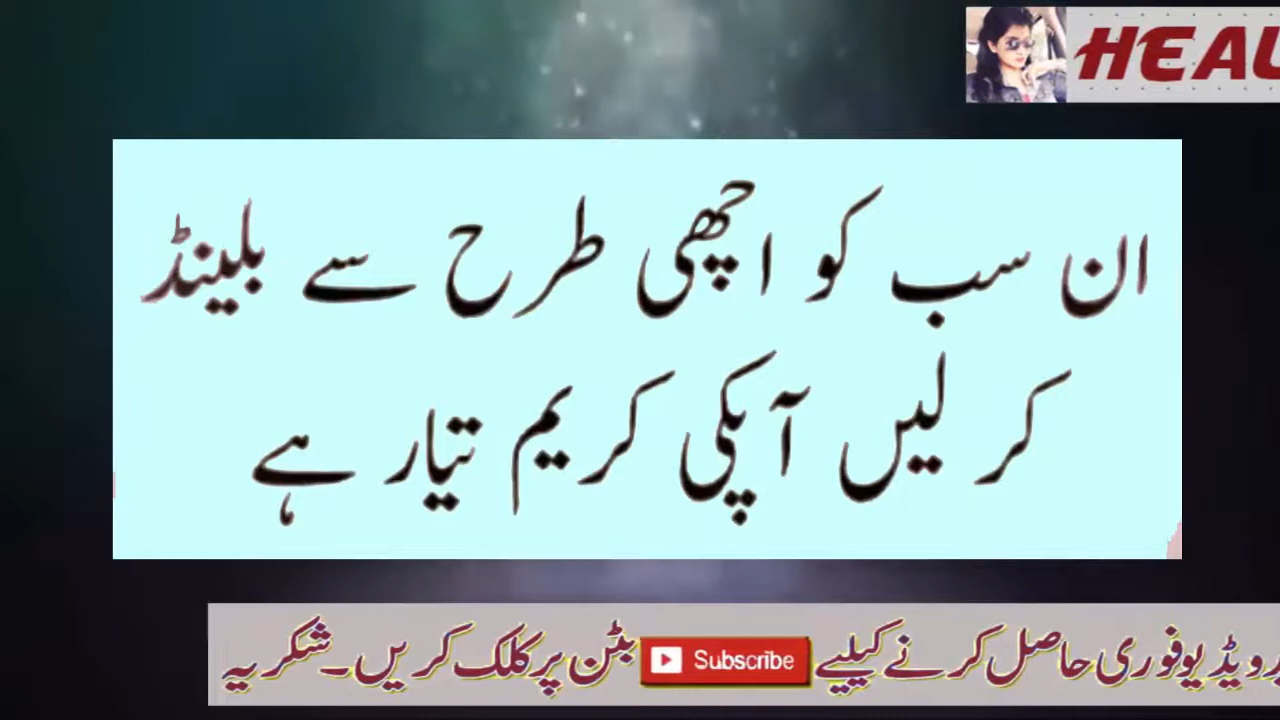 HEAL
ان سب کو اچھی طرح سے بلینڈ
کر لیں آپکی کریم تیار ہے
ویڈیو فوری حاصل کرنے کیلیے Subscribe بٹن پر کلک کریں۔ شکریہ